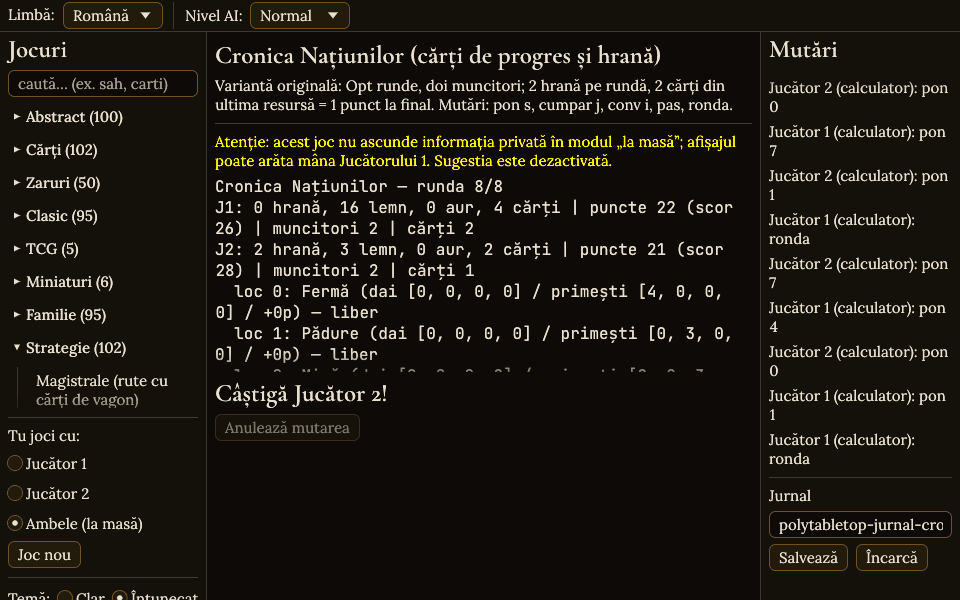 Limbă:
Română
Nivel AI:
Normal
Jocuri
caută... (ex. sah, carti)
Abstract (100)
Cărți (102)
Zaruri (50)
Clasic (95)
TCG (5)
Miniaturi (6)
Familie (95)
Strategie (102)
Magistrale (rute cu
cărți de vagon)
Tu joci cu:
Jucător 1
Jucător 2
Ambele (la masă)
Joc nou
Temă: Clar Întunecat
Cronica Națiunilor (cărți de progres și hrană)
Variantă originală: Opt runde, doi muncitori; 2 hrană pe rundă, 2 cărți din
ultima resursă = 1 punct la final. Mutări: pon s, cumpar j, conv i, pas, ronda.
Atenție: acest joc nu ascunde informația privată în modul „la masă”; afișajul
poate arăta mâna Jucătorului 1. Sugestia este dezactivată.
Cronica Națiunilor — runda 8/8
J1: 0 hrană, 16 lemn, 0 aur, 4 cărți | puncte 22 (scor
26) | muncitori 2 | cărți 2
J2: 2 hrană, 3 lemn, 0 aur, 2 cărți | puncte 21 (scor
28) | muncitori 2 | cărți 1
loc 0: Fermă (dai [0, 0, 0, 0] / primești [4, 0, 0,
0] / +0p) — liber
loc 1: Pădure (dai [0, 0, 0, 0] / primești [0, 3, 0,
0] / +0p) — liber
Câștigă Jucător 2!
Anulează mutarea
Mutări
Jucător 2 (calculator): pon
0
Jucător 1 (calculator): pon
7
Jucător 2 (calculator): pon
1
Jucător 1 (calculator):
ronda
Jucător 2 (calculator): pon
7
Jucător 1 (calculator): pon
4
Jucător 2 (calculator): pon
0
Jucător 1 (calculator): pon
1
Jucător 1 (calculator):
ronda
Jurnal
polytabletop-jurnal-cro
Salvează
Încarcă